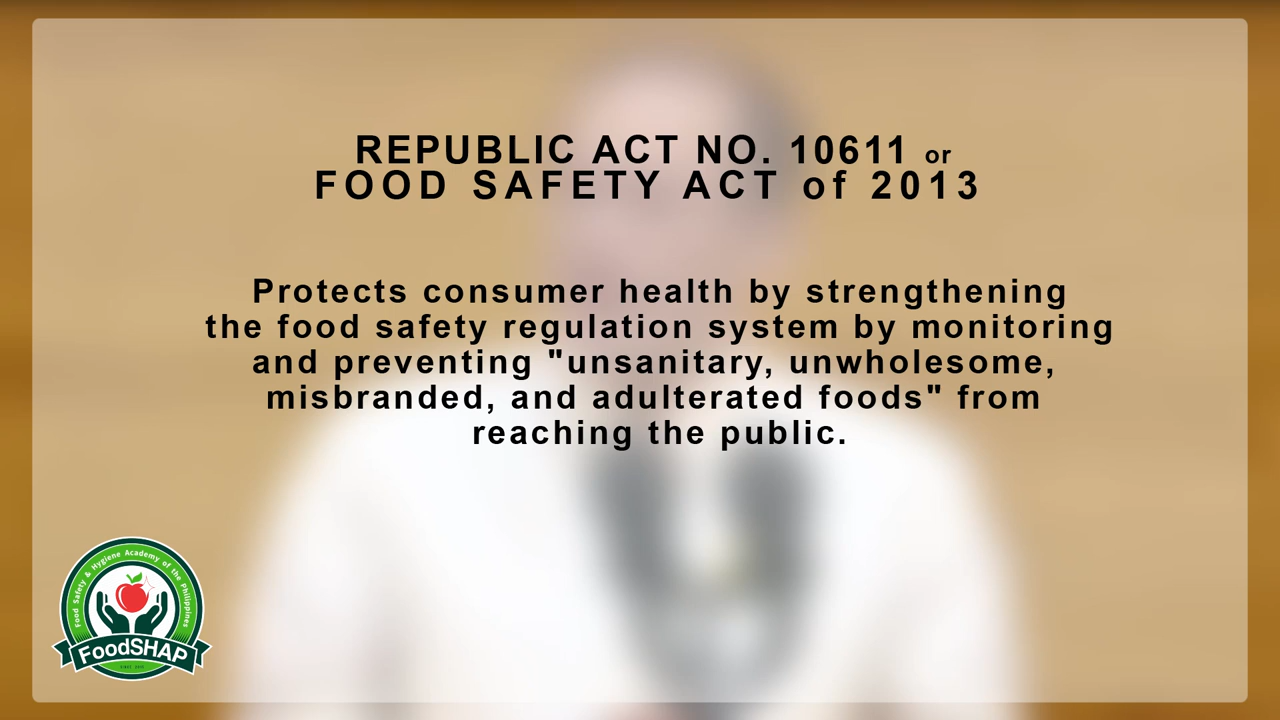 REPUBLIC ACT NO. 10611 or
FOOD SAFETY ACT of 2013
Protects consumer health by strengthening
the food safety regulation system by monitoring
and preventing "unsanitary, unwholesome,
misbranded, and adulterated foods" from
reaching the public.
Food Safety & Hygiene Academy of the Philippines
FoodSHAP